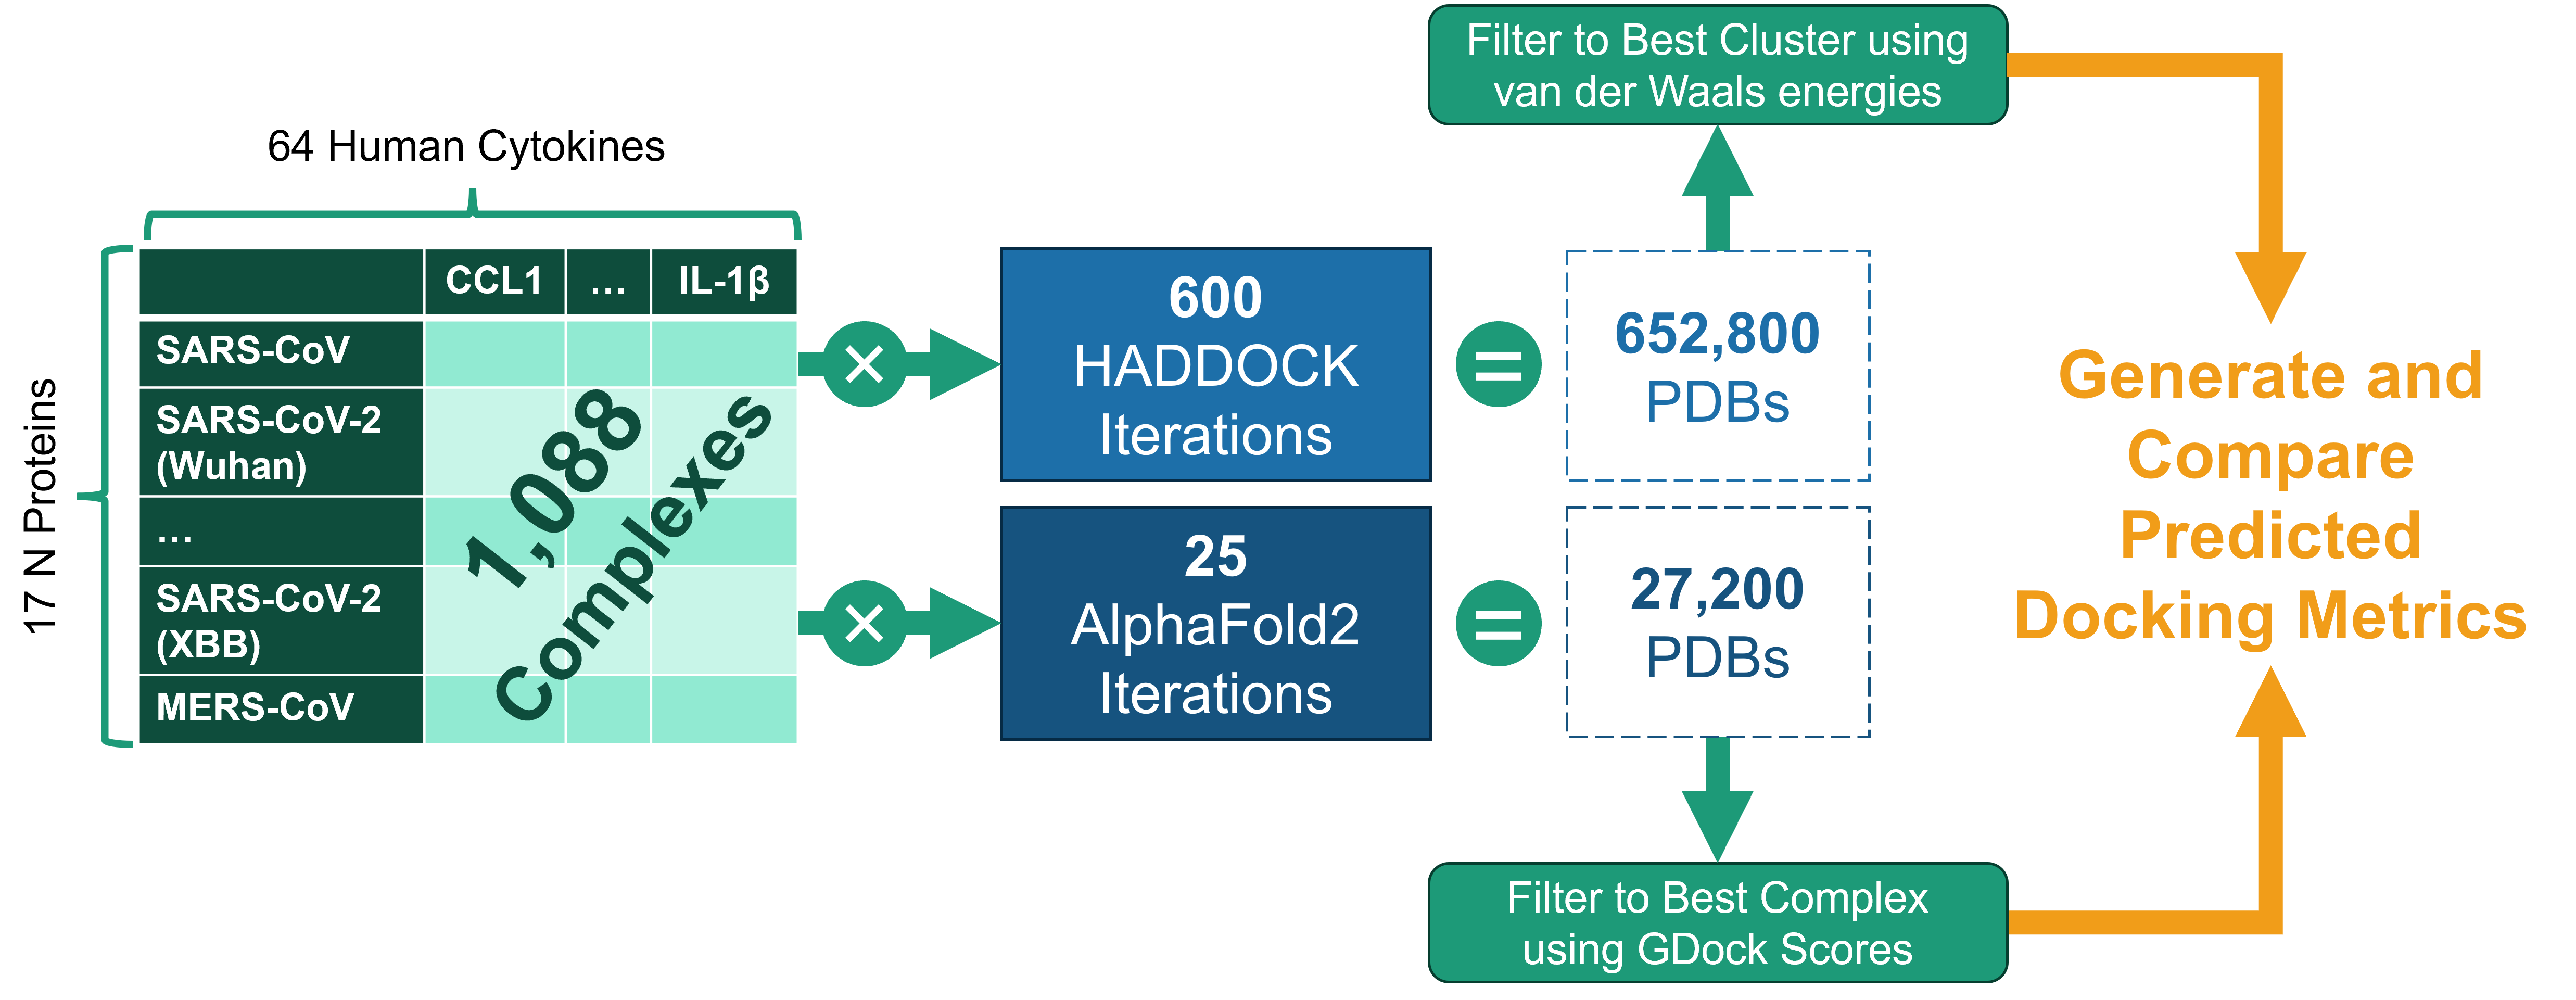 64 Human Cytokines
17 N Proteins
CCL1 … IL-1β
SARS-CoV
SARS-CoV-2
(Wuhan)
…
SARS-CoV-2
(XBB)
MERS-CoV
1,088
Complexes
×
600
HADDOCK
Iterations
=
652,800
PDBs
×
25
AlphaFold2
Iterations
=
27,200
PDBs
Filter to Best Cluster using
van der Waals energies
Filter to Best Complex
using GDock Scores
Generate and
Compare
Predicted
Docking Metrics